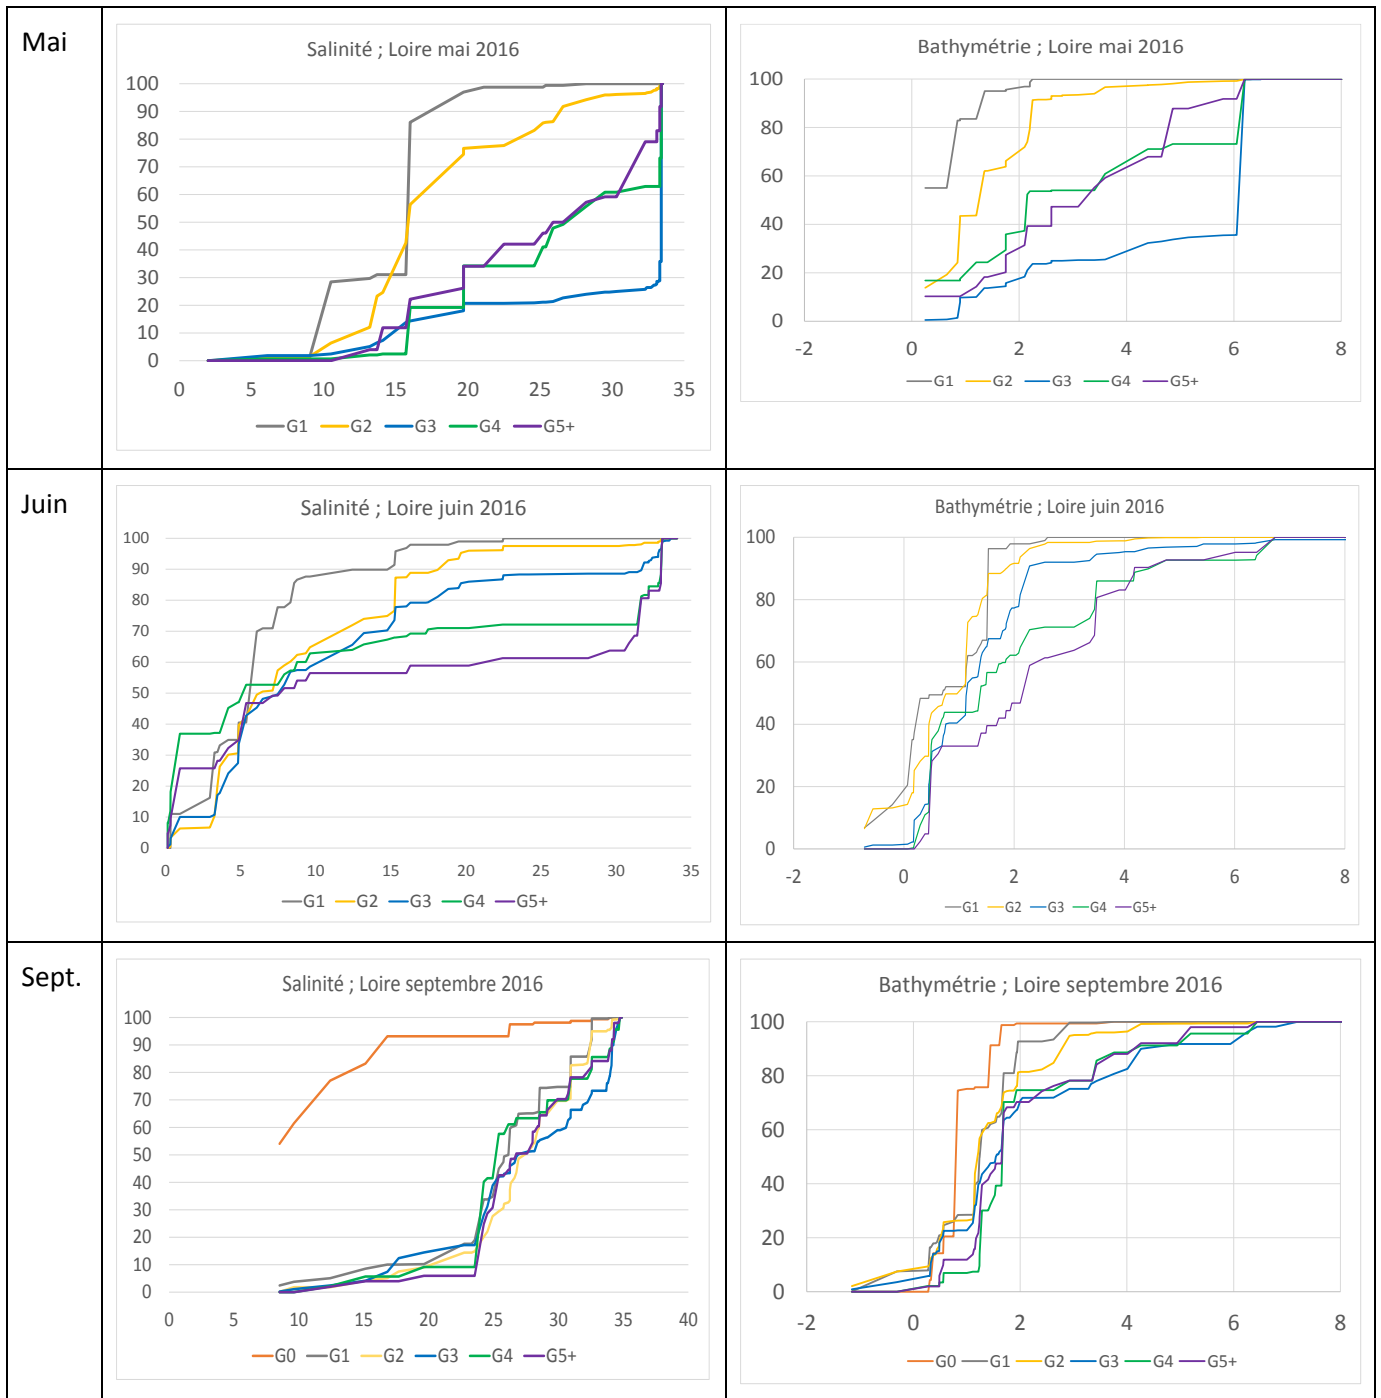 Mai
Salinité ; Loire mai 2016
100
90
80
70
60
50
40
30
20
10
0
0 5 10 15 20 25 30 35
G1 G2 G3 G4 G5+
Bathymétrie ; Loire mai 2016
100
80
60
40
20
0
-2 0 2 4 6 8
G1 G2 G3 G4 G5+
Juin
Salinité ; Loire juin 2016
100
90
80
70
60
50
40
30
20
10
0
0 5 10 15 20 25 30 35
G1 G2 G3 G4 G5+
Bathymétrie ; Loire juin 2016
100
80
60
40
20
0
-2 0 2 4 6 8
G1 G2 G3 G4 G5+
Sept.
Salinité ; Loire septembre 2016
100
90
80
70
60
50
40
30
20
10
0
0 5 10 15 20 25 30 35 40
G0 G1 G2 G3 G4 G5+
Bathymétrie ; Loire septembre 2016
100
80
60
40
20
0
-2 0 2 4 6 8
G0 G1 G2 G3 G4 G5+